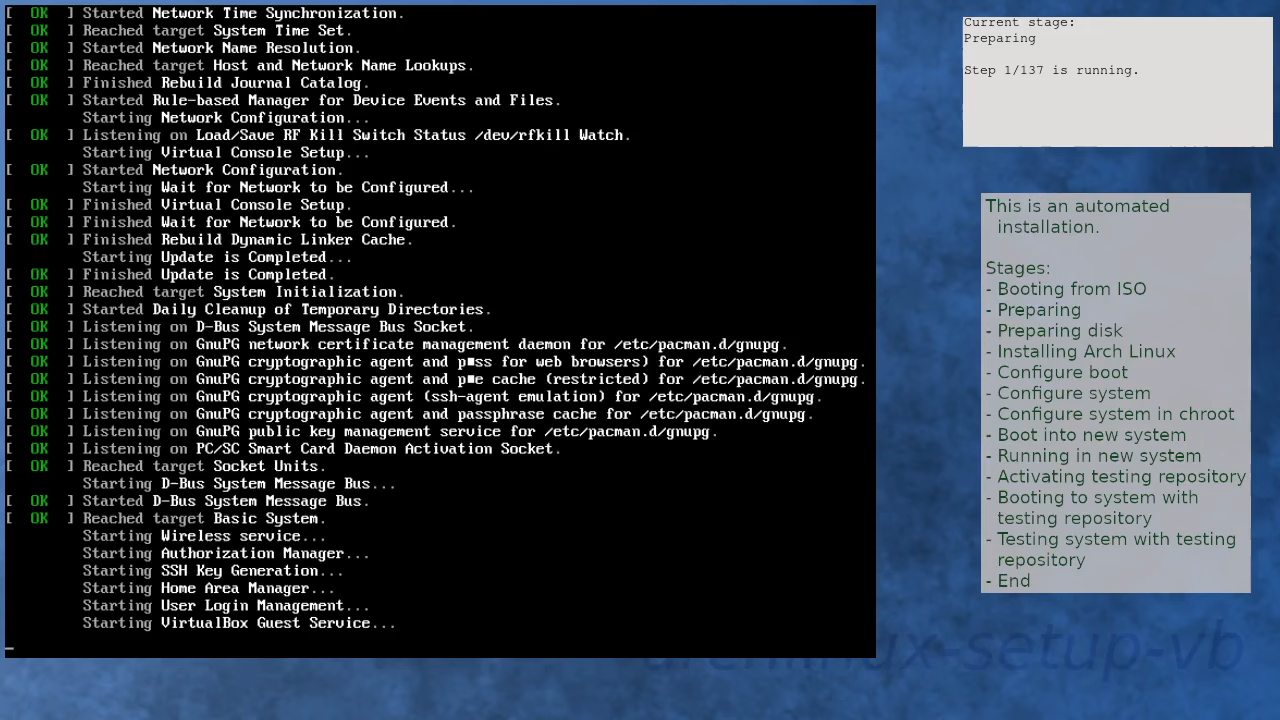 [  OK  ] Started Network Time Synchronization.
[  OK  ] Reached target System Time Set.
[  OK  ] Started Network Name Resolution.
[  OK  ] Reached target Host and Network Name Lookups.
[  OK  ] Finished Rebuild Journal Catalog.
[  OK  ] Started Rule-based Manager for Device Events and Files.
Starting Network Configuration...
[  OK  ] Listening on Load/Save RF Kill Switch Status /dev/rfkill Watch.
Starting Virtual Console Setup...
[  OK  ] Started Network Configuration.
Starting Wait for Network to be Configured...
[  OK  ] Finished Virtual Console Setup.
[  OK  ] Finished Wait for Network to be Configured.
[  OK  ] Finished Rebuild Dynamic Linker Cache.
Starting Update is Completed...
[  OK  ] Finished Update is Completed.
[  OK  ] Reached target System Initialization.
[  OK  ] Started Daily Cleanup of Temporary Directories.
[  OK  ] Listening on D-Bus System Message Bus Socket.
[  OK  ] Listening on GnuPG network certificate management daemon for /etc/pacman.d/gnupg.
[  OK  ] Listening on GnuPG cryptographic agent and p■ss for web browsers) for /etc/pacman.d/gnupg.
[  OK  ] Listening on GnuPG cryptographic agent and p■e cache (restricted) for /etc/pacman.d/gnupg.
[  OK  ] Listening on GnuPG cryptographic agent (ssh-agent emulation) for /etc/pacman.d/gnupg.
[  OK  ] Listening on GnuPG cryptographic agent and passphrase cache for /etc/pacman.d/gnupg.
[  OK  ] Listening on GnuPG public key management service for /etc/pacman.d/gnupg.
[  OK  ] Listening on PC/SC Smart Card Daemon Activation Socket.
[  OK  ] Reached target Socket Units.
Starting D-Bus System Message Bus...
[  OK  ] Started D-Bus System Message Bus.
[  OK  ] Reached target Basic System.
Starting Wireless service...
Starting Authorization Manager...
Starting SSH Key Generation...
Starting Home Area Manager...
Starting User Login Management...
Starting VirtualBox Guest Service...
_
Current stage:
Preparing
Step 1/137 is running.
This is an automated
installation.
Stages:
- Booting from ISO
- Preparing
- Preparing disk
- Installing Arch Linux
- Configure boot
- Configure system
- Configure system in chroot
- Boot into new system
- Running in new system
- Activating testing repository
- Booting to system with
testing repository
- Testing system with testing
repository
- End
archlinux-setup-vb